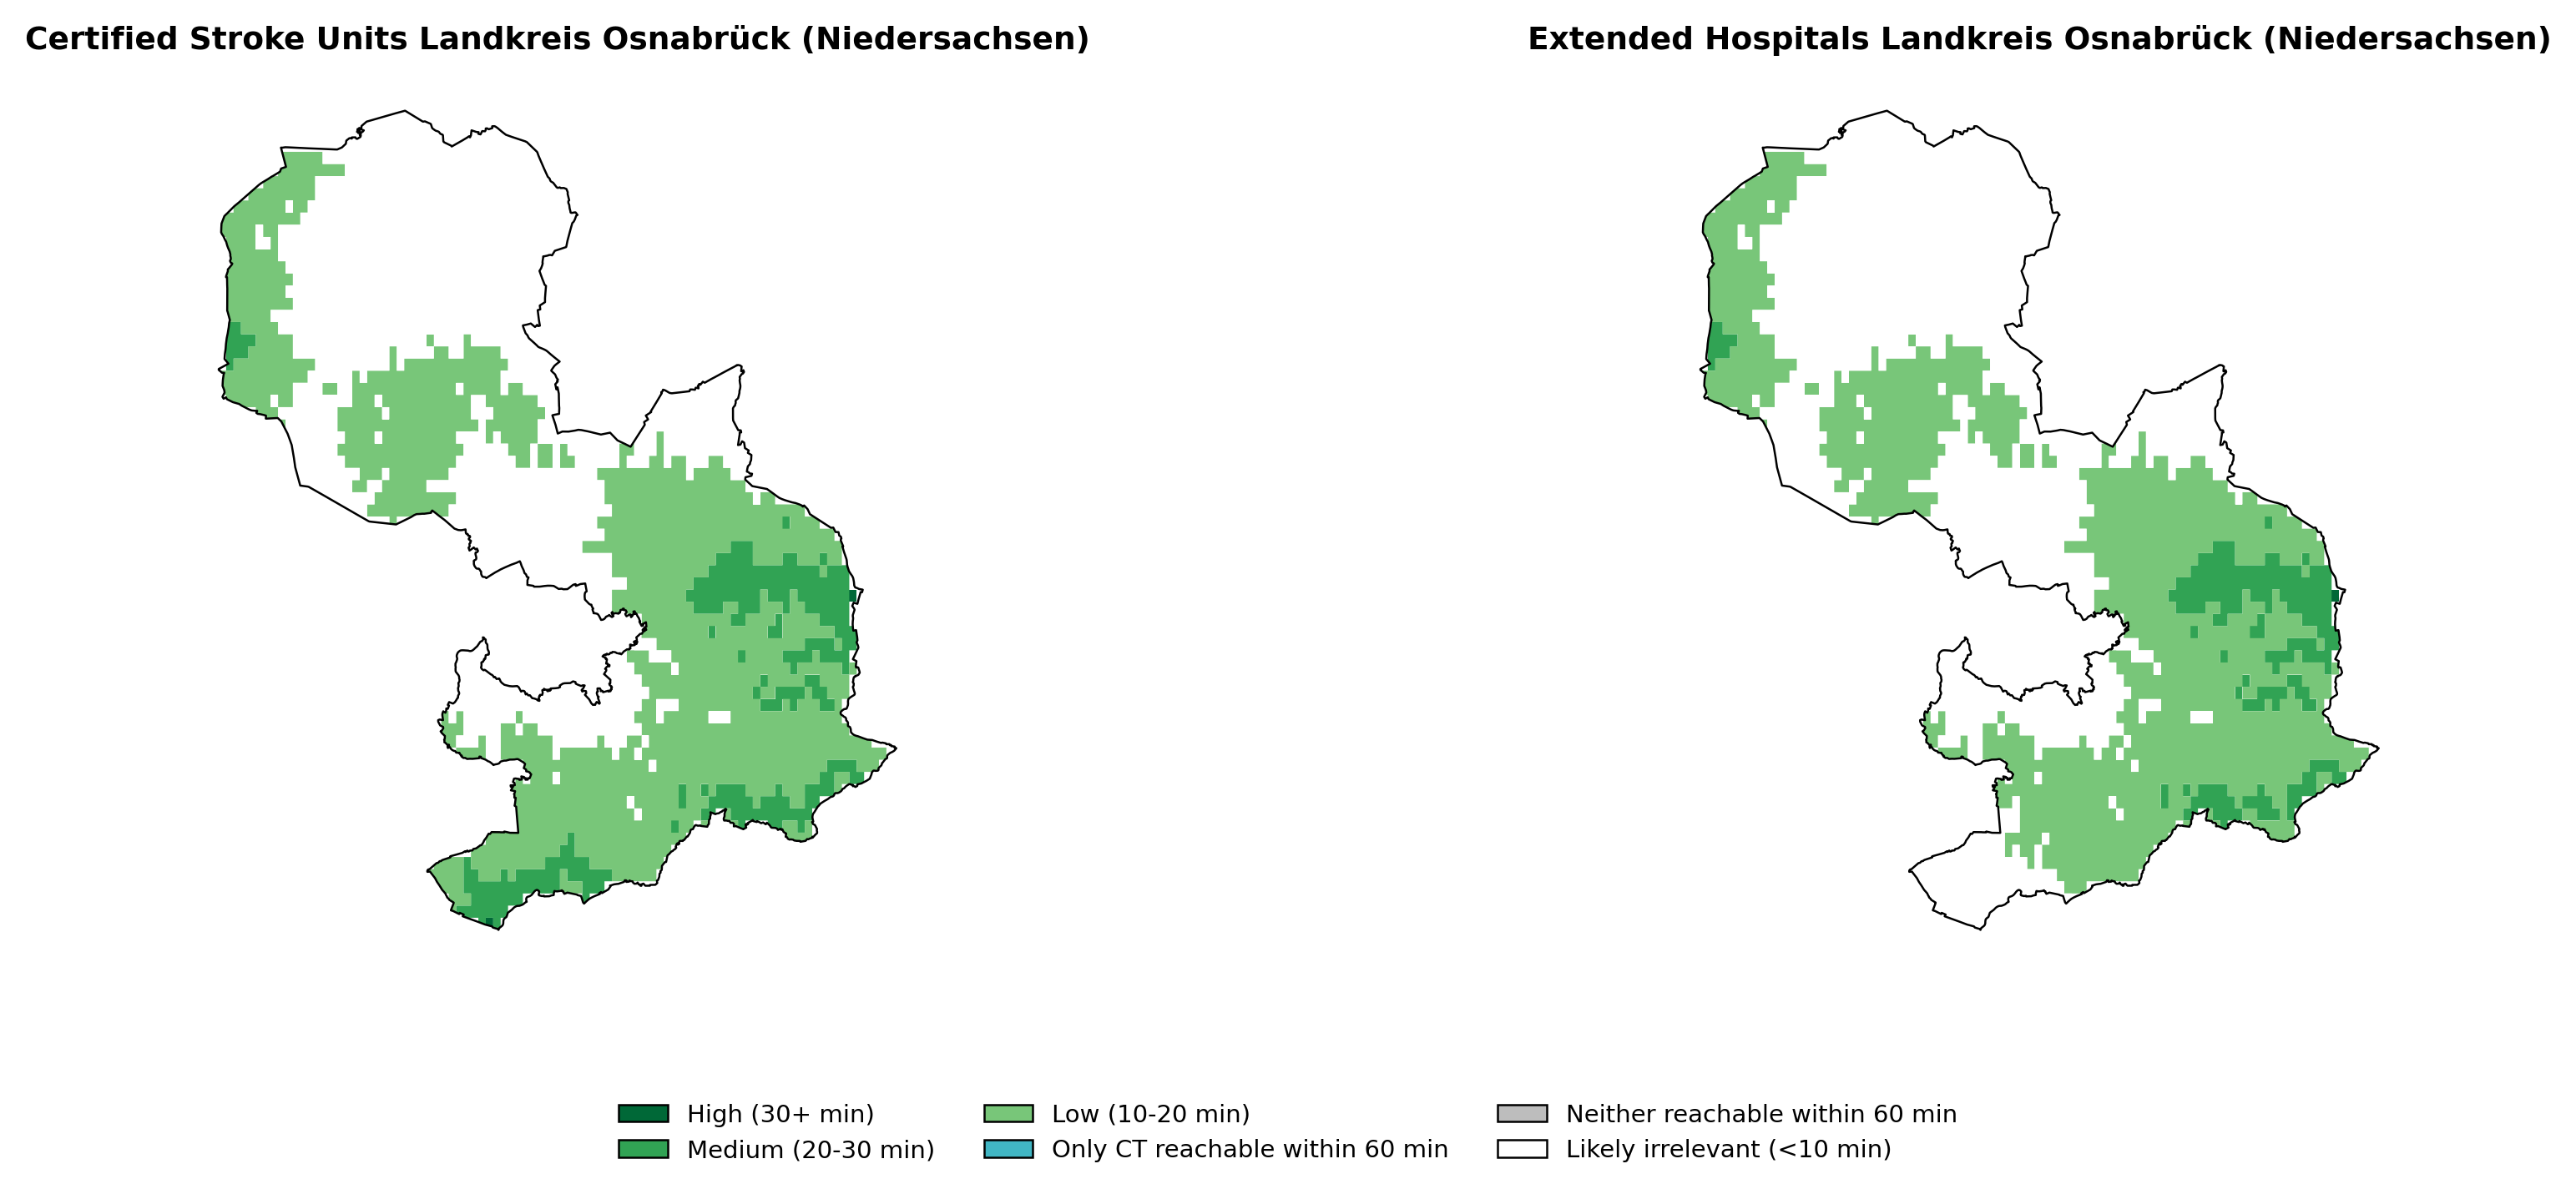 Certified Stroke Units Landkreis Osnabrück (Niedersachsen)
Extended Hospitals Landkreis Osnabrück (Niedersachsen)
High (30+ min)
Medium (20-30 min)
Low (10-20 min)
Only CT reachable within 60 min
Neither reachable within 60 min
Likely irrelevant (<10 min)